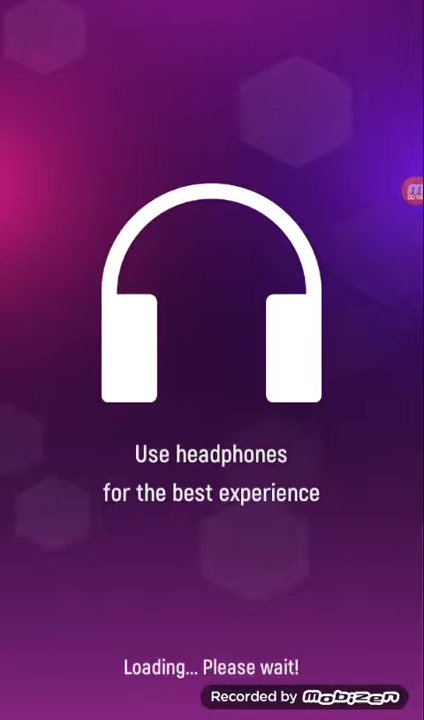 Use headphones
for the best experience
Loading... Please wait!
Recorded by mobizen